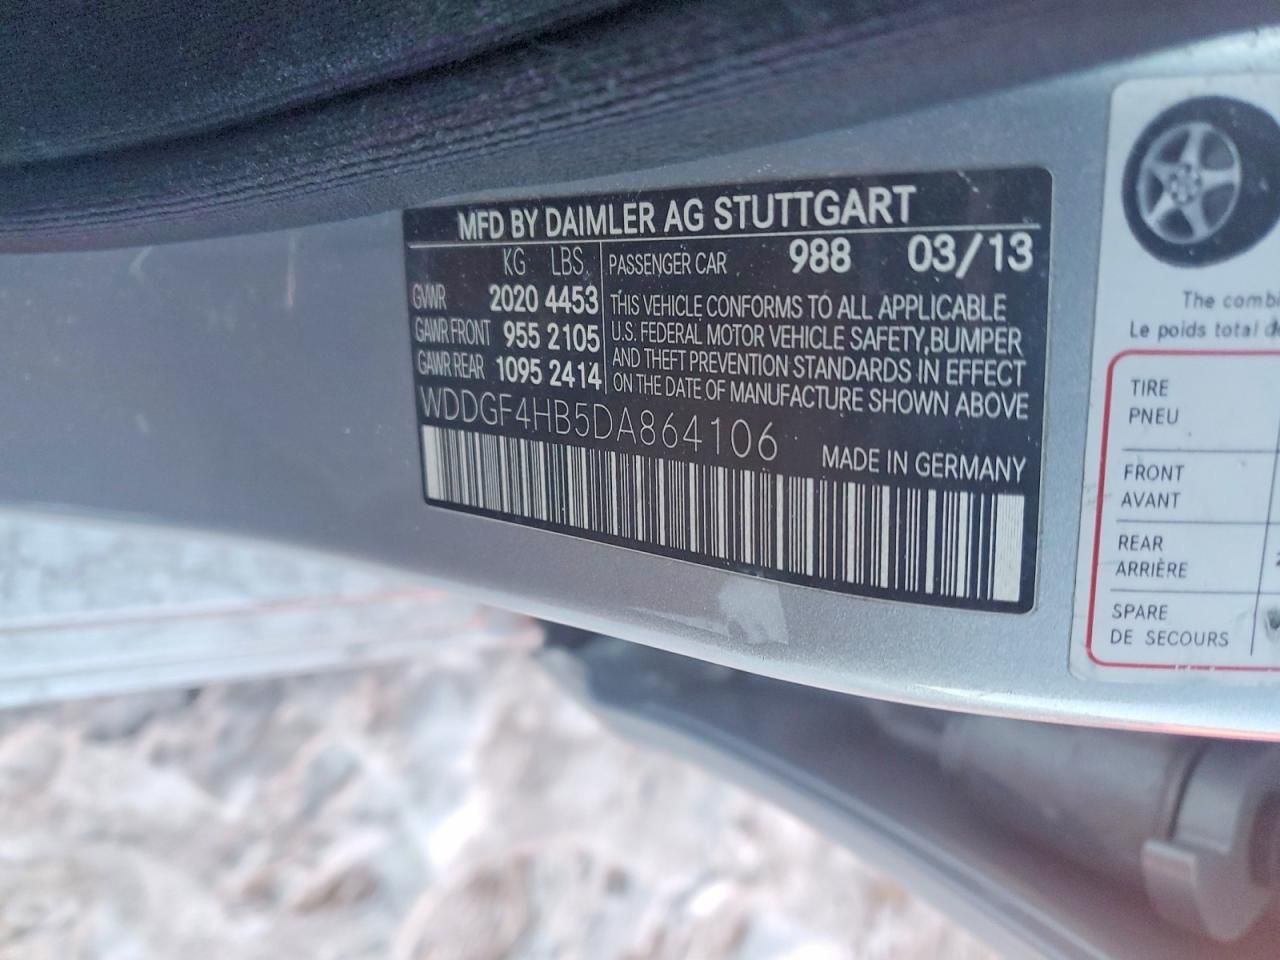 MFD BY DAIMLER AG STUTTGART
KG LBS PASSENGER CAR 988 03/13
GVWR 2020 4453
GAWR FRONT 955 2105
GAWR REAR 1095 2414
THIS VEHICLE CONFORMS TO ALL APPLICABLE
U.S. FEDERAL MOTOR VEHICLE SAFETY,BUMPER
AND THEFT PREVENTION STANDARDS IN EFFECT
ON THE DATE OF MANUFACTURE SHOWN ABOVE
WDDGF4HB5DA864106
MADE IN GERMANY
The combi
Le poids total d
TIRE
PNEU
FRONT
AVANT
REAR
ARRIÈRE
SPARE
DE SECOURS